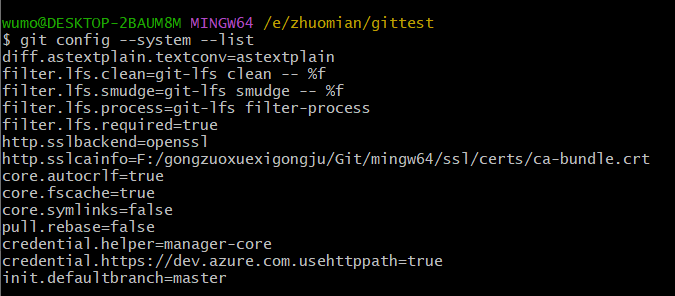 wumo@DESKTOP-2BAUM8M MINGW64 /e/zhuomian/gittest
$ git config --system --list
diff.astextplain.textconv=astextplain
filter.lfs.clean=git-lfs clean -- %f
filter.lfs.smudge=git-lfs smudge -- %f
filter.lfs.process=git-lfs filter-process
filter.lfs.required=true
http.sslbackend=openssl
http.sslcainfo=F:/gongzuoxuexigongju/Git/mingw64/ssl/certs/ca-bundle.crt
core.autocrlf=true
core.fscache=true
core.symlinks=false
pull.rebase=false
credential.helper=manager-core
credential.https://dev.azure.com.usehttppath=true
init.defaultbranch=master